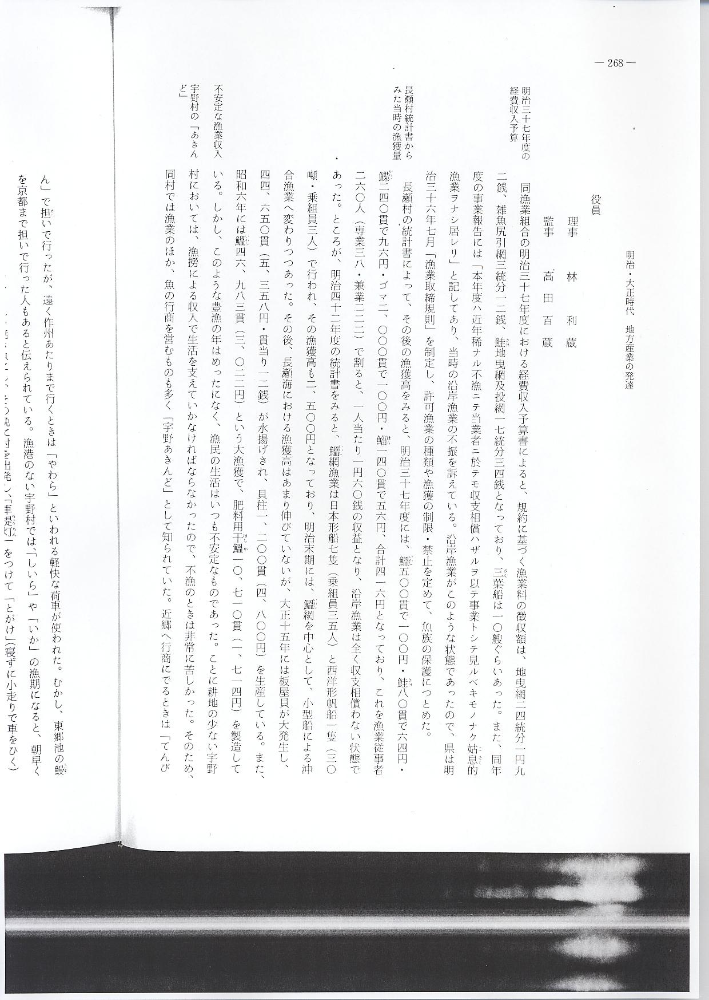 ― 268 ―
明治・大正時代 地方産業の発達
役員
理事 林 利蔵
監事 高田百蔵
明治三十七年度の
経費収入予算
同漁業組合の明治三十七年度における経費収入予算書によると、規約に基づく漁業料の徴収額は、地曳網二四統分一円九
二銭、雑魚尻引網三統分一二銭、鮭地曳網及投網一七統分三四銭となっており、三葉船は一〇艘ぐらいあった。また、同年
度の事業報告には「本年度ハ近年稀ナル不漁ニテ当業者ニ於テモ収支相償ハザルヲ以テ事業トシテ見ルベキモノナク姑息的
漁業ヲナシ居レリ」と記してあり、当時の沿岸漁業の不振を訴えている。沿岸漁業がこのような状態であったので、県は明
治三十六年七月「漁業取締規則」を制定し、許可漁業の種類や漁獲の制限・禁止を定めて、魚族の保護につとめた。
長瀬村統計書から
みた当時の漁獲量
長瀬村の統計書によって、その後の漁獲高をみると、明治三十七年度には、鰮五〇〇貫で一〇〇円・鮭八〇貫で六四円・
鰈二四〇貫で九六円・ゴマ二、〇〇〇貫で一〇〇円・鯔一四〇貫で五六円、合計四一六円となっており、これを漁業従事者
二六〇人（専業三八・兼業二二二）で割ると、一人当たり一円六〇銭の収益となり、沿岸漁業は全く収支相償わない状態で
あった。ところが、明治四十二年度の統計書をみると、鰮網漁業は日本形船七隻（乗組員三五人）と西洋形帆船一隻（三〇
噸・乗組員三人）で行われ、その漁獲高も二、五〇〇円となっており、明治末期には、鰮網を中心として、小型船による沖
合漁業へ変わりつつあった。その後、長瀬海における漁獲高はあまり伸びていないが、大正十五年には板屋貝が大発生し、
四四、六五〇貫（五、三五八円・貫当り一二銭）が水揚げされ、貝柱一、二〇〇貫（四、八〇〇円）を生産している。また、
昭和六年には鰮四六、九八三貫（三、〇二二円）という大漁獲で、肥料用干鰮一〇、七一〇貫（一、七一四円）を製造して
不安定な漁業収入
いる。しかし、このような豊漁の年はめったになく、漁民の生活はいつも不安定なものであった。ことに耕地の少ない宇野
宇野村の「あきん
ど」
村においては、漁撈による収入で生活を支えていかなければならなかったので、不漁のときは非常に苦しかった。そのため、
同村では漁業のほか、魚の行商を営むものも多く「宇野あきんど」として知られていた。近郷へ行商にでるときは「てんび
ん」で担いで行ったが、遠く作州あたりまで行くときは「やわら」といわれる軽快な荷車が使われた。むかし、東郷池の鰻
を京都まで担いで行った人もあると伝えられている。漁港のない宇野村では、「しいら」や「いか」の漁期になると、朝早く
その晩に村を出発し、「車提灯」をつけて「とがけ」（寝ずに小走りで車をひく）